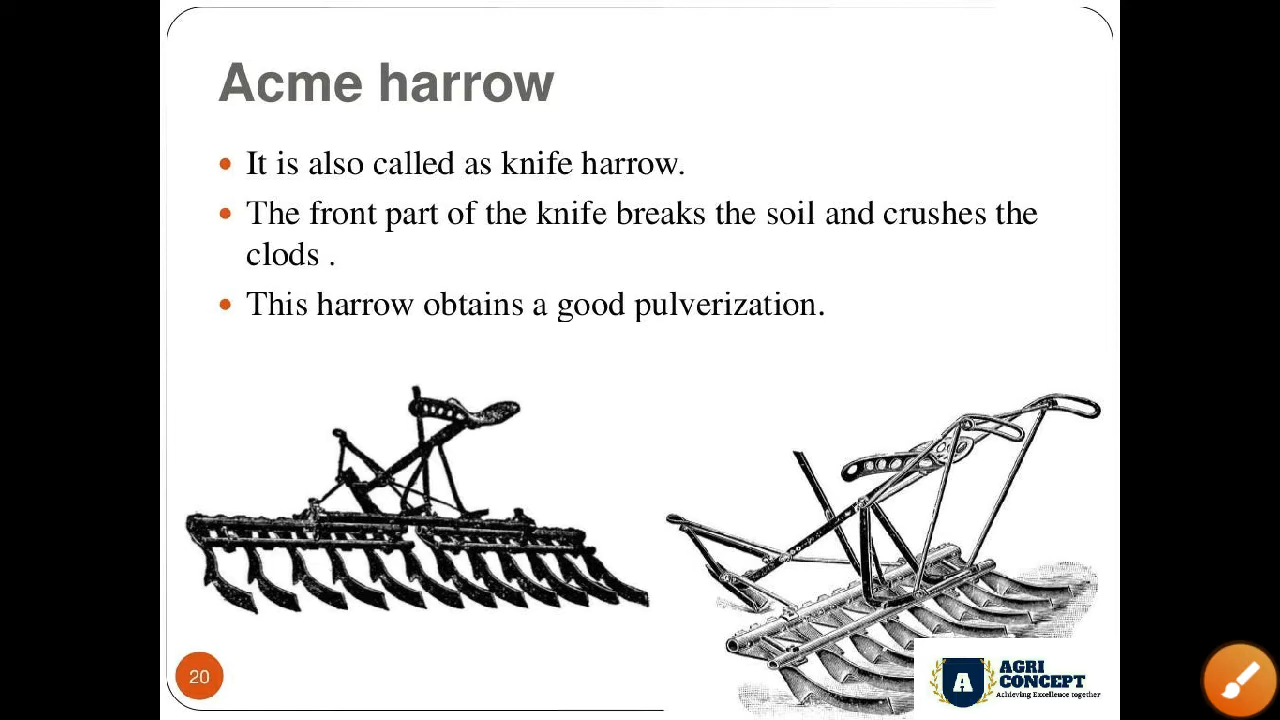 Acme harrow
• It is also called as knife harrow.
• The front part of the knife breaks the soil and crushes the
clods .
• This harrow obtains a good pulverization.
20
A
AGRI
CONCEPT
Achieving Excellence together